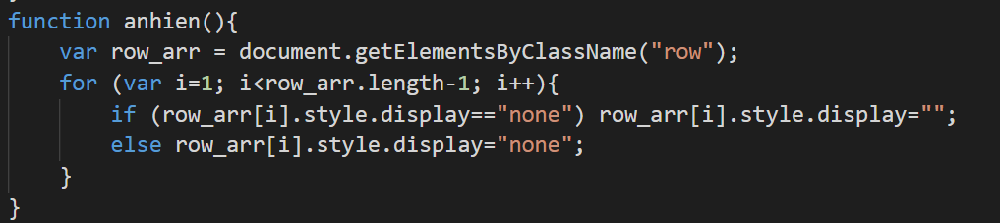 function anhien(){
    var row_arr = document.getElementsByClassName("row");
    for (var i=1; i<row_arr.length-1; i++){
        if (row_arr[i].style.display=="none") row_arr[i].style.display="";
        else row_arr[i].style.display="none";
    }
}